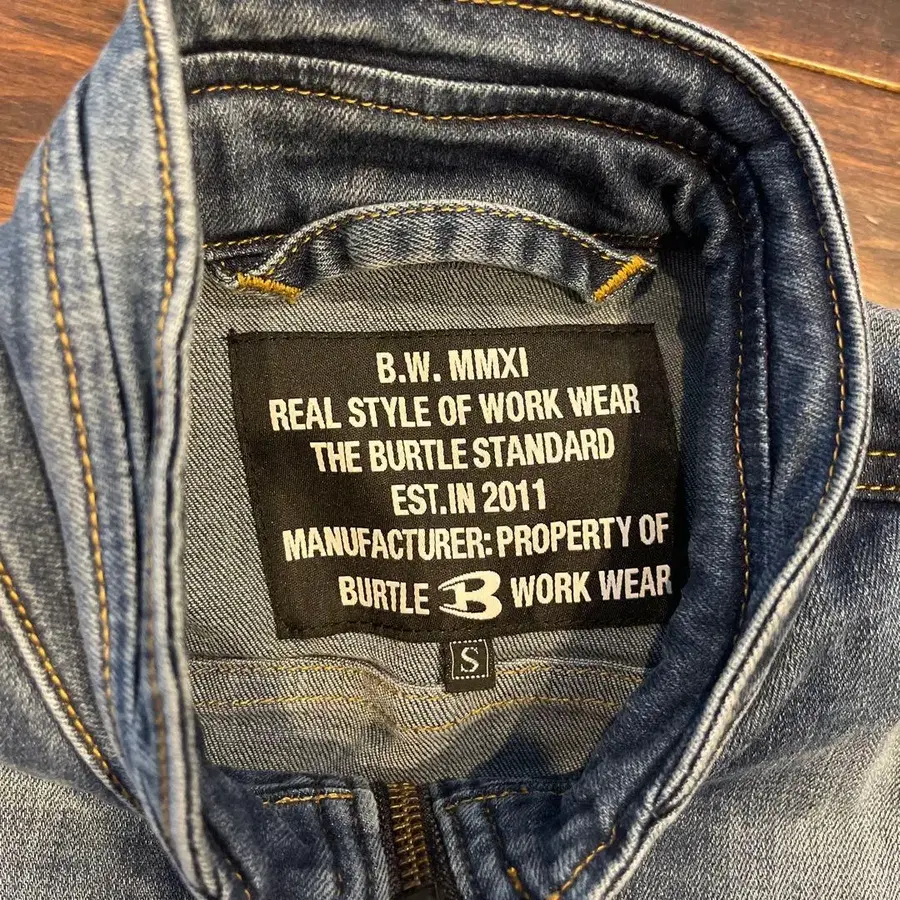 B.W. MMXI
REAL STYLE OF WORK WEAR
THE BURTLE STANDARD
EST.IN 2011
MANUFACTURER: PROPERTY OF
BURTLE B WORK WEAR
S